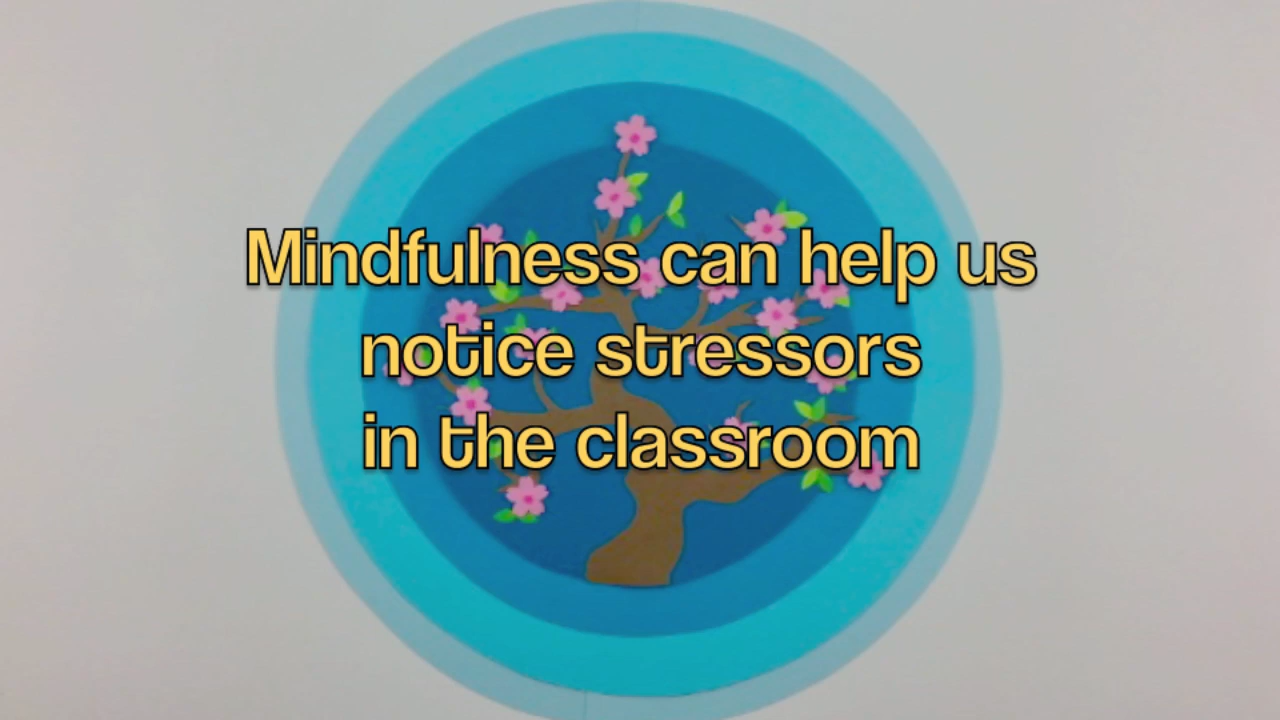 Mindfulness can help us
notice stressors
in the classroom